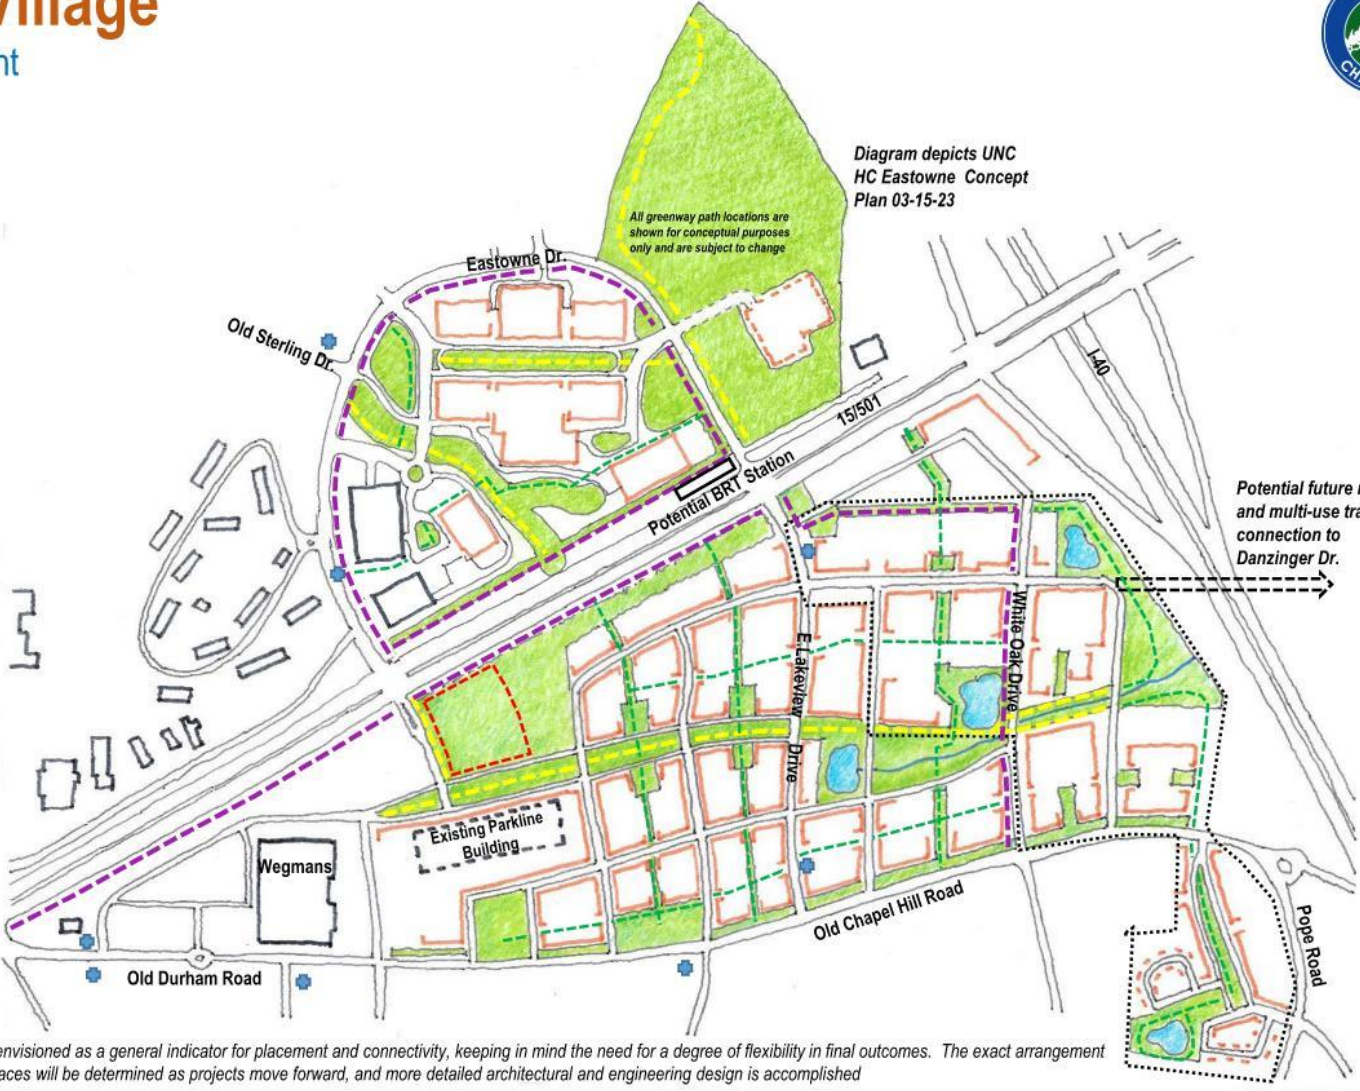 Village
Diagram depicts UNC
HC Eastowne Concept
Plan 03-15-23
All greenway path locations are
shown for conceptual purposes
only and are subject to change
Eastowne Dr.
Old Sterling Dr.
I-40
15/501
Potential BRT Station
Potential future
and multi-use
connection to
Danzinger Dr.
White Oak Drive
E Lakeview Drive
Existing Parkline
Building
Wegmans
Old Chapel Hill Road
Pope Road
Old Durham Road
envisioned as a general indicator for placement and connectivity, keeping in mind the need for a degree of flexibility in final outcomes. The exact arrangement
will be determined as projects move forward, and more detailed architectural and engineering design is accomplished